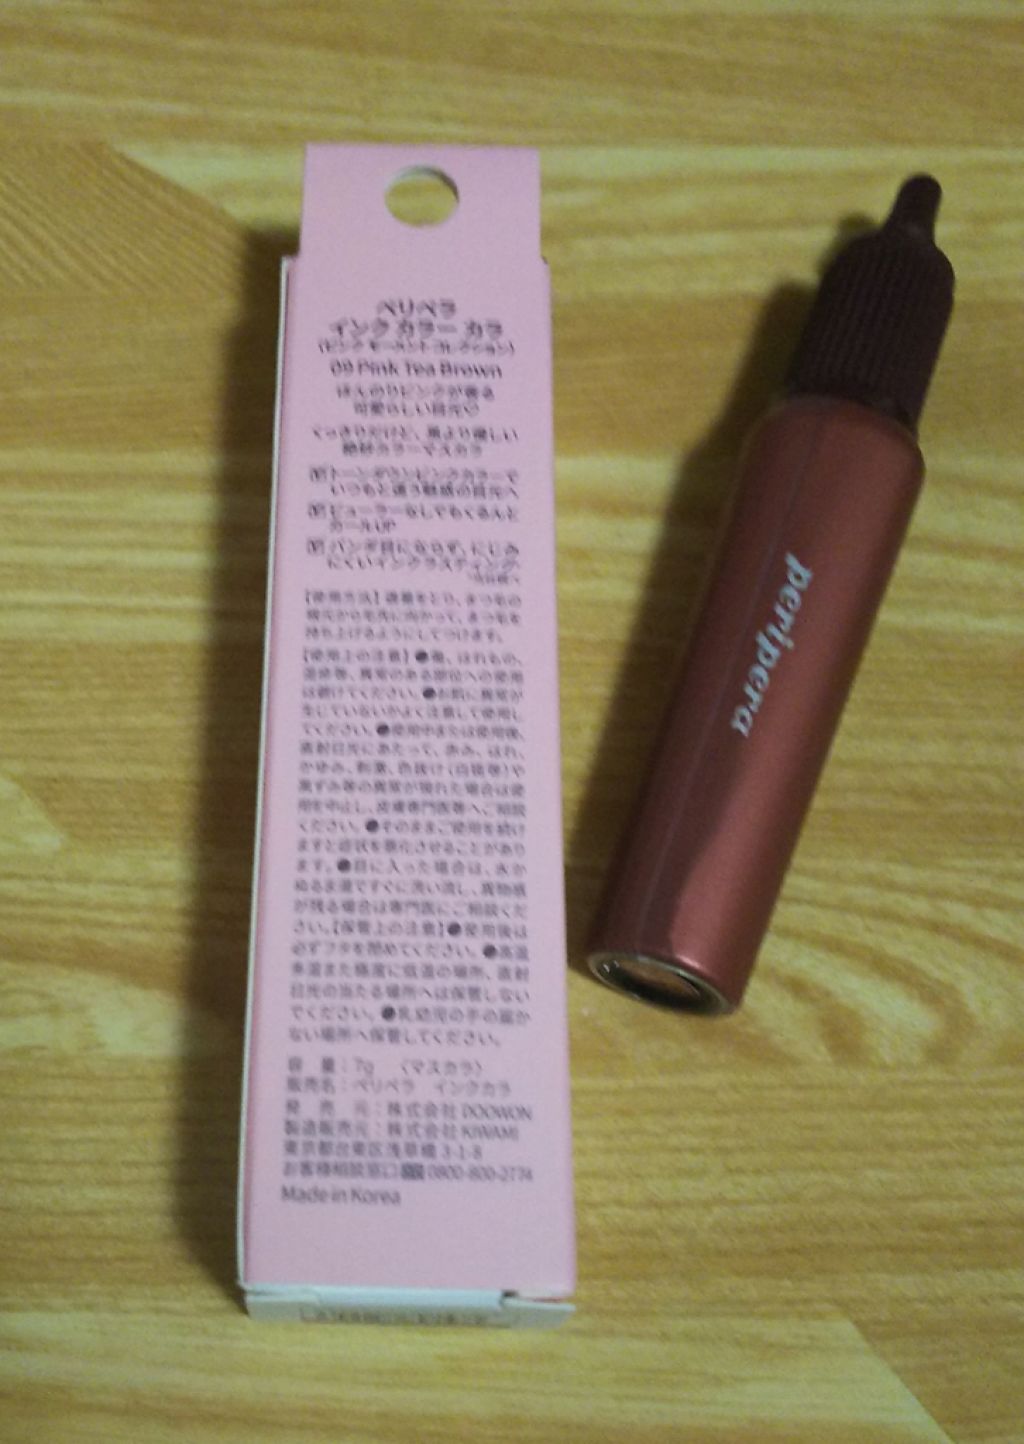 ペリペラ
インク カラー カラ
(ピンク モーメント コレクション)
09 Pink Tea Brown
ほんのりピンクが香る
可愛らしい目元♡
くっきりだけど、黒より優しい
絶妙カラーマスカラ
トーンダウンピンクカラーで
いつもと違う魅惑の目元へ
ビューラーなしでもくるんと
カールUP
パンダ目にならず、にじみ
にくいインクラスティング*
【使用方法】適量をとり、まつ毛の
根元から毛先に向かって、まつ毛を
持ち上げるようにしてつけます。
【使用上の注意】●傷、はれもの、
湿疹等、異常のある部位への使用
は避けてください。●お肌に異常が
生じていないかよく注意して使用し
てください。●使用中または使用後、
直射日光にあたって、赤み、はれ、
かゆみ、刺激、色抜け(白斑等)や
黒ずみ等の異常が現れた場合は使
用を中止し、皮膚専門医等へご相談
ください。●そのままご使用を続け
ますと症状を悪化させることがあり
ます。●目に入った場合は、水か
ぬるま湯ですぐに洗い流し、異物感
が残る場合は専門医にご相談くだ
さい。【保管上の注意】●使用後は
必ずフタを閉めてください。●高温
多湿また極度に低温の場所、直射
日光の当たる場所へは保管しない
でください。●乳幼児の手の届か
ない場所へ保管してください。
容　量：7g　〈マスカラ〉
販売名：ペリペラ　インクカラ
発　売　元：株式会社 DOOWON
製造販売元：株式会社 KIWAMI
東京都台東区浅草橋 3-1-8
お客様相談窓口 0800-800-2774
Made in Korea
peripera